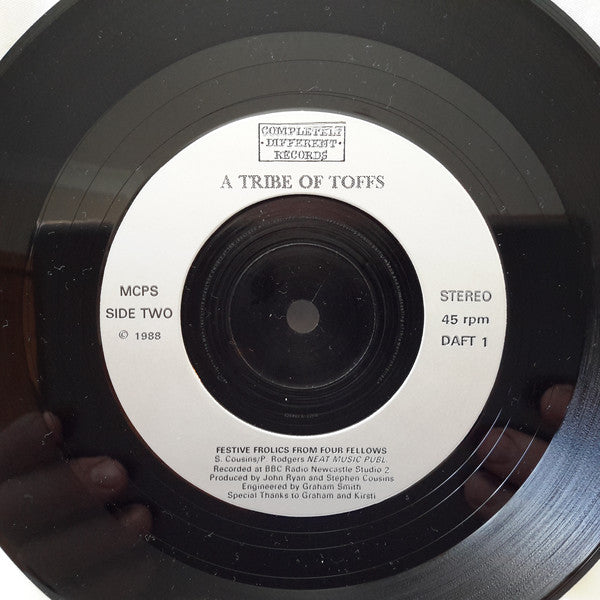 COMPLETELY
·DIFFERENT·
RECORDS
A TRIBE OF TOFFS
MCPS
SIDE TWO
© 1988
STEREO
45 rpm
DAFT 1
FESTIVE FROLICS FROM FOUR FELLOWS
S. Cousins/P. Rodgers NEAT MUSIC PUBL.
Recorded at BBC Radio Newcastle Studio 2
Produced by John Ryan and Stephen Cousins
Engineered by Graham Smith
Special Thanks to Graham and Kirsti